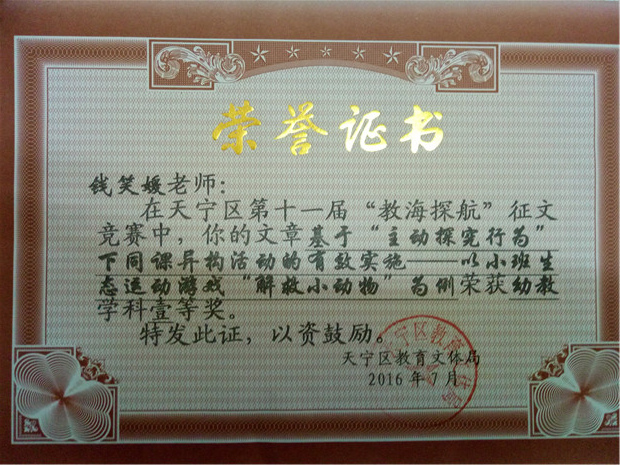 荣誉证书
钱笑媛老师：
在天宁区第十一届“教海探航”征文
竞赛中，你的文章基于“主动探究行为”
下同课异构活动的有效实施——以小班生
态运动游戏“解救小动物”为例荣获幼教
学科壹等奖。
特发此证，以资鼓励。
天宁区教育文体局
2016年7月